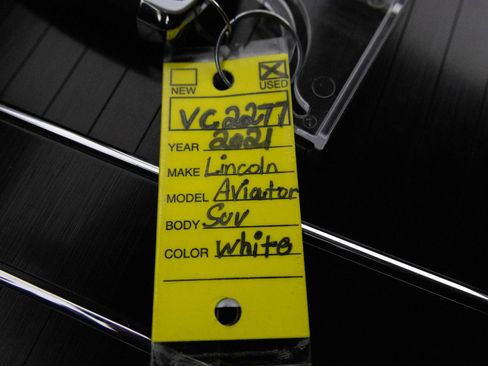 NEW USED
VC2277
YEAR 2021
MAKE Lincoln
MODEL Aviator
BODY SUV
COLOR White